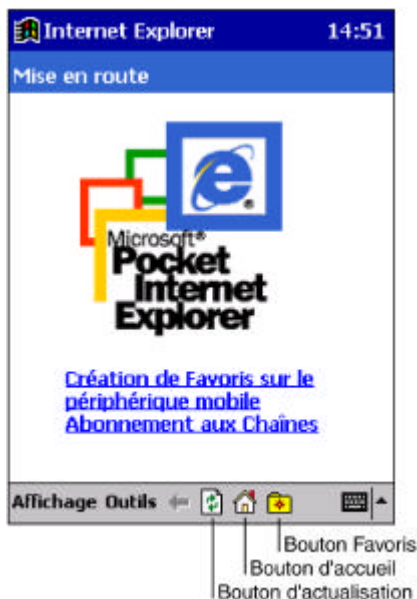 Internet Explorer 14:51
Mise en route
Microsoft®
Pocket
Internet
Explorer
Création de Favoris sur le
périphérique mobile
Abonnement aux Chaînes
Affichage Outils
Bouton Favoris
Bouton d'accueil
Bouton d'actualisation